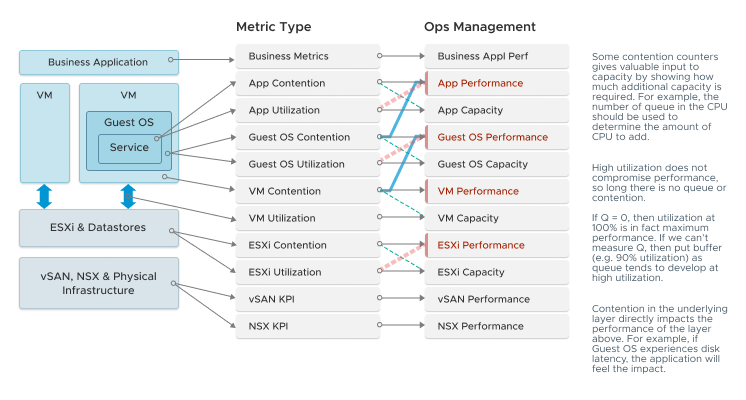 Metric Type
Ops Management
Business Application
VM
VM
Guest OS
Service
ESXi & Datastores
vSAN, NSX & Physical
Infrastructure
Business Metrics
Business Appl Perf
App Contention
App Performance
App Utilization
App Capacity
Guest OS Contention
Guest OS Performance
Guest OS Utilization
Guest OS Capacity
VM Contention
VM Performance
VM Utilization
VM Capacity
ESXi Contention
ESXi Performance
ESXi Utilization
ESXi Capacity
vSAN KPI
vSAN Performance
NSX KPI
NSX Performance
Some contention counters
gives valuable input to
capacity by showing how
much additional capacity is
required. For example, the
number of queue in the CPU
should be used to
determine the amount of
CPU to add.
High utilization does not
compromise performance,
so long there is no queue or
contention.
If Q = 0, then utilization at
100% is in fact maximum
performance. If we can't
measure Q, then put buffer
(e.g. 90% utilization) as
queue tends to develop at
high utilization.
Contention in the underlying
layer directly impacts the
performance of the layer
above. For example, if
Guest OS experiences disk
latency, the application will
feel the impact.